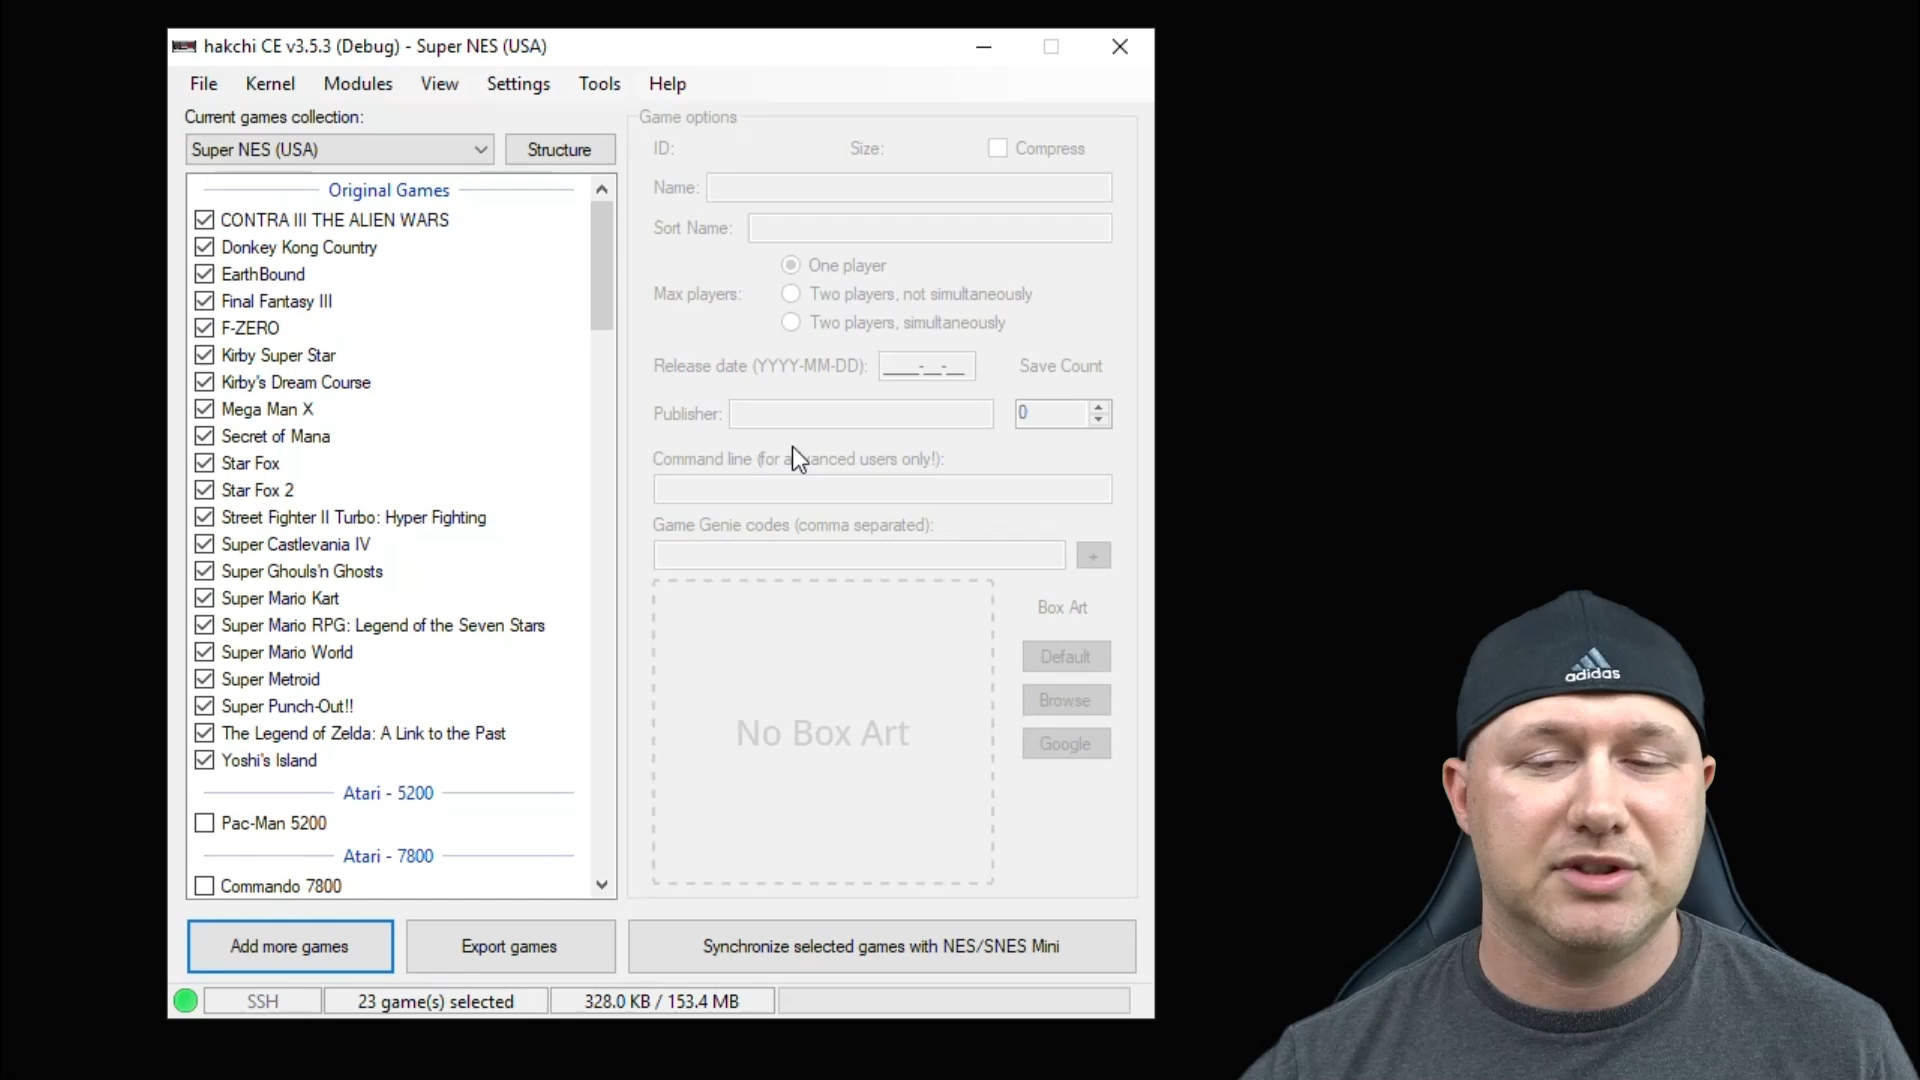 hakchi CE v3.5.3 (Debug) - Super NES (USA)
File Kernel Modules View Settings Tools Help
Current games collection:
Super NES (USA)
Structure
Original Games
CONTRA III THE ALIEN WARS
Donkey Kong Country
EarthBound
Final Fantasy III
F-ZERO
Kirby Super Star
Kirby's Dream Course
Mega Man X
Secret of Mana
Star Fox
Star Fox 2
Street Fighter II Turbo: Hyper Fighting
Super Castlevania IV
Super Ghouls'n Ghosts
Super Mario Kart
Super Mario RPG: Legend of the Seven Stars
Super Mario World
Super Metroid
Super Punch-Out!!
The Legend of Zelda: A Link to the Past
Yoshi's Island
Atari - 5200
Pac-Man 5200
Atari - 7800
Commando 7800
Game options
ID: Size: Compress
Name:
Sort Name:
Max players:
One player
Two players, not simultaneously
Two players, simultaneously
Release date (YYYY-MM-DD): ____-__-__
Save Count
Publisher:
0
Command line (for advanced users only!):
Game Genie codes (comma separated):
+
No Box Art
Box Art
Default
Browse
Google
Add more games
Export games
Synchronize selected games with NES/SNES Mini
SSH
23 game(s) selected
328.0 KB / 153.4 MB
adidas